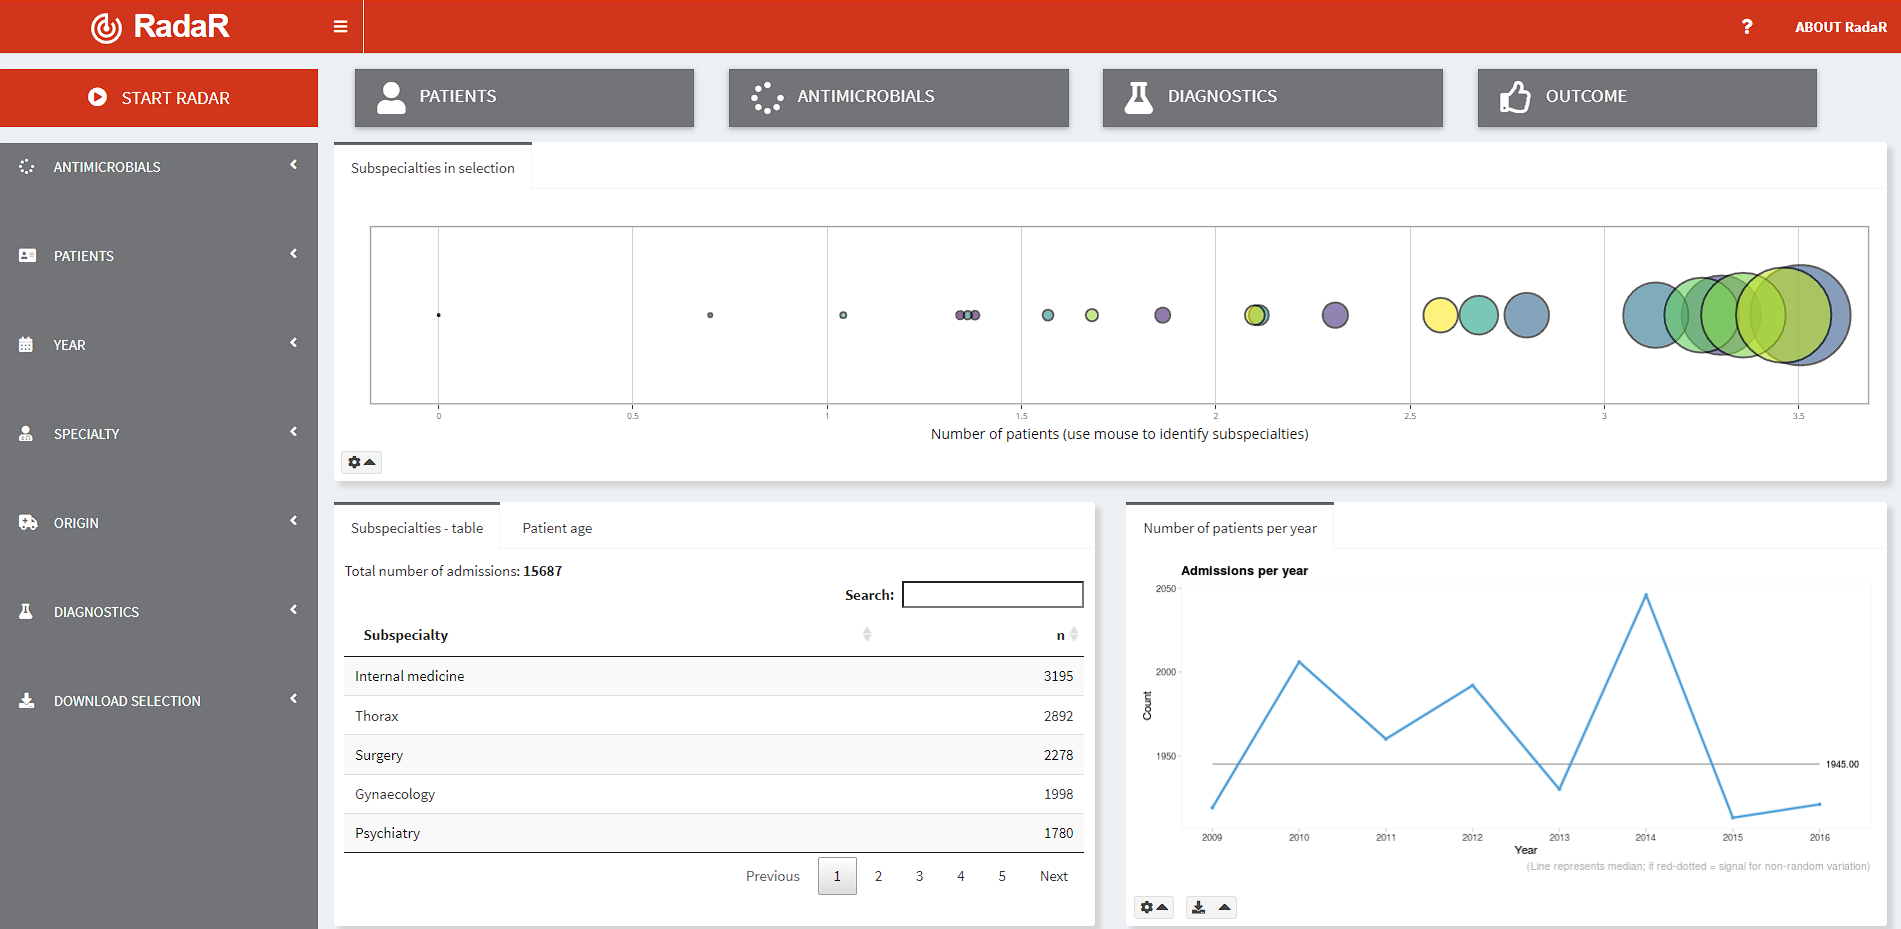 RadaR
? ABOUT RadaR
START RADAR
PATIENTS
ANTIMICROBIALS
DIAGNOSTICS
OUTCOME
ANTIMICROBIALS
PATIENTS
YEAR
SPECIALTY
ORIGIN
DIAGNOSTICS
DOWNLOAD SELECTION
Subspecialties in selection
0 0.5 1 1.5 2 2.5 3 3.5
Number of patients (use mouse to identify subspecialties)
Subspecialties - table Patient age
Total number of admissions: 15687
Search:
Subspecialty n
Internal medicine 3195
Thorax 2892
Surgery 2278
Gynaecology 1998
Psychiatry 1780
Previous 1 2 3 4 5 Next
Number of patients per year
Admissions per year
2050
2000
1950
Count
1945.00
2009 2010 2011 2012 2013 2014 2015 2016
Year
(Line represents median; if red-dotted = signal for non-random variation)